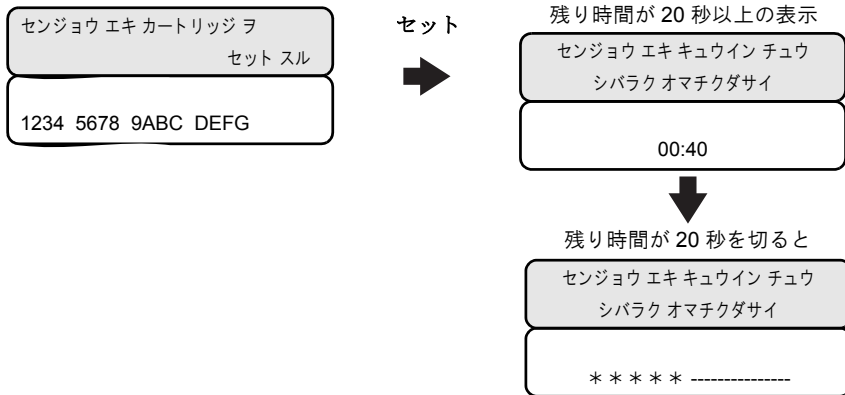 センジョウ エキ カートリッジ ヲ
セット スル
1234 5678 9ABC DEFG
セット
残り時間が 20 秒以上の表示
センジョウ エキ キュウイン チュウ
シバラク オマチクダサイ
00:40
残り時間が 20 秒を切ると
センジョウ エキ キュウイン チュウ
シバラク オマチクダサイ
＊＊＊＊＊ ---------------